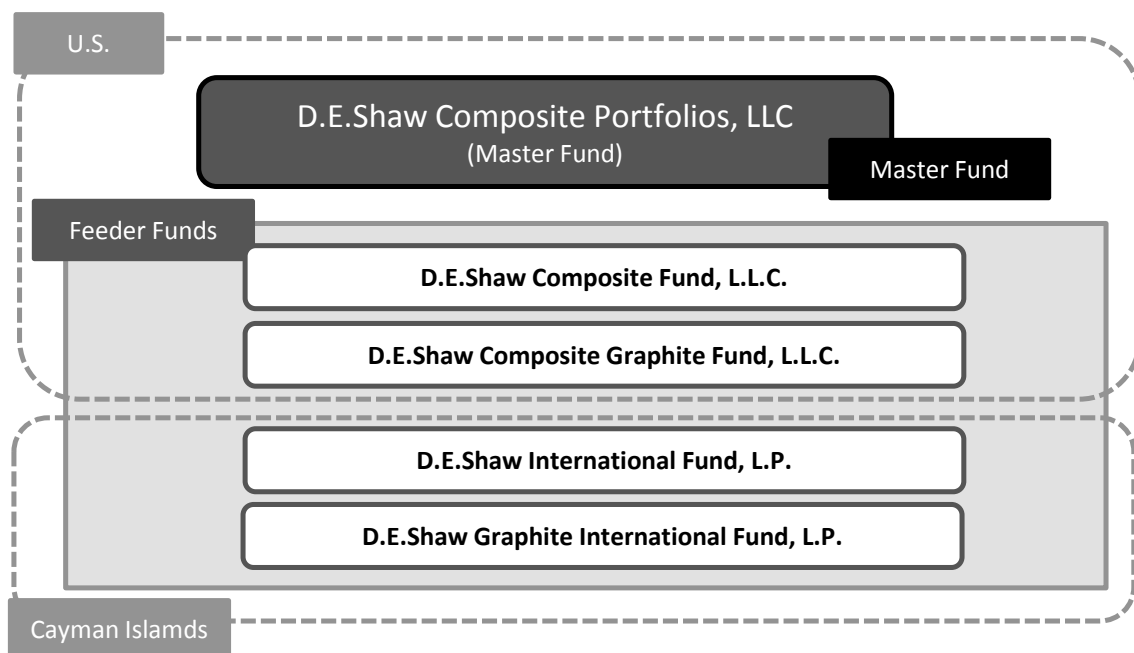 U.S.
D.E.Shaw Composite Portfolios, LLC
(Master Fund)
Master Fund
Feeder Funds
D.E.Shaw Composite Fund, L.L.C.
D.E.Shaw Composite Graphite Fund, L.L.C.
D.E.Shaw International Fund, L.P.
D.E.Shaw Graphite International Fund, L.P.
Cayman Islamds